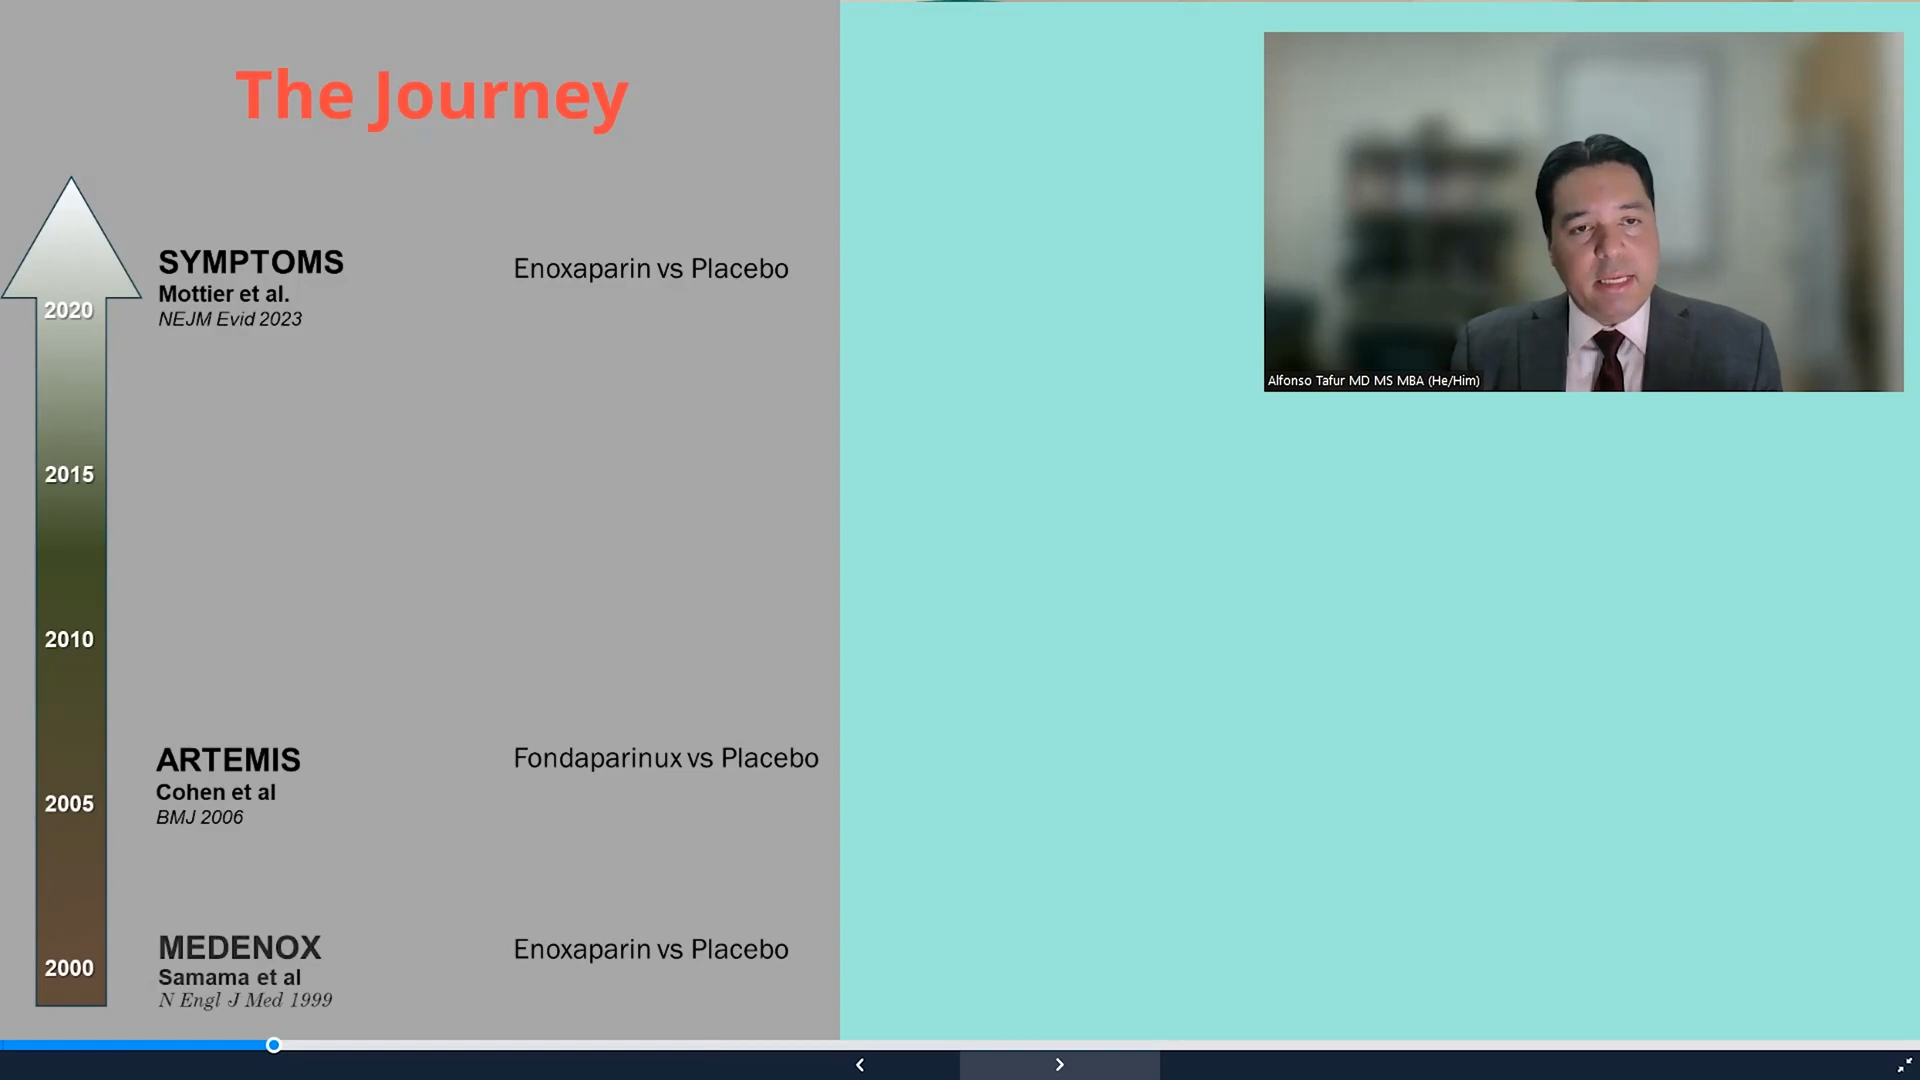 The Journey
SYMPTOMS
Enoxaparin vs Placebo
Mottier et al.
2020
NEJM Evid 2023
Alfonso Tafur MD MS MBA (He/Him)
2015
2010
ARTEMIS
Fondaparinux vs Placebo
Cohen et al
2005
BMJ 2006
MEDENOX
Enoxaparin vs Placebo
2000
Samama et al
N Engl J Med 1999